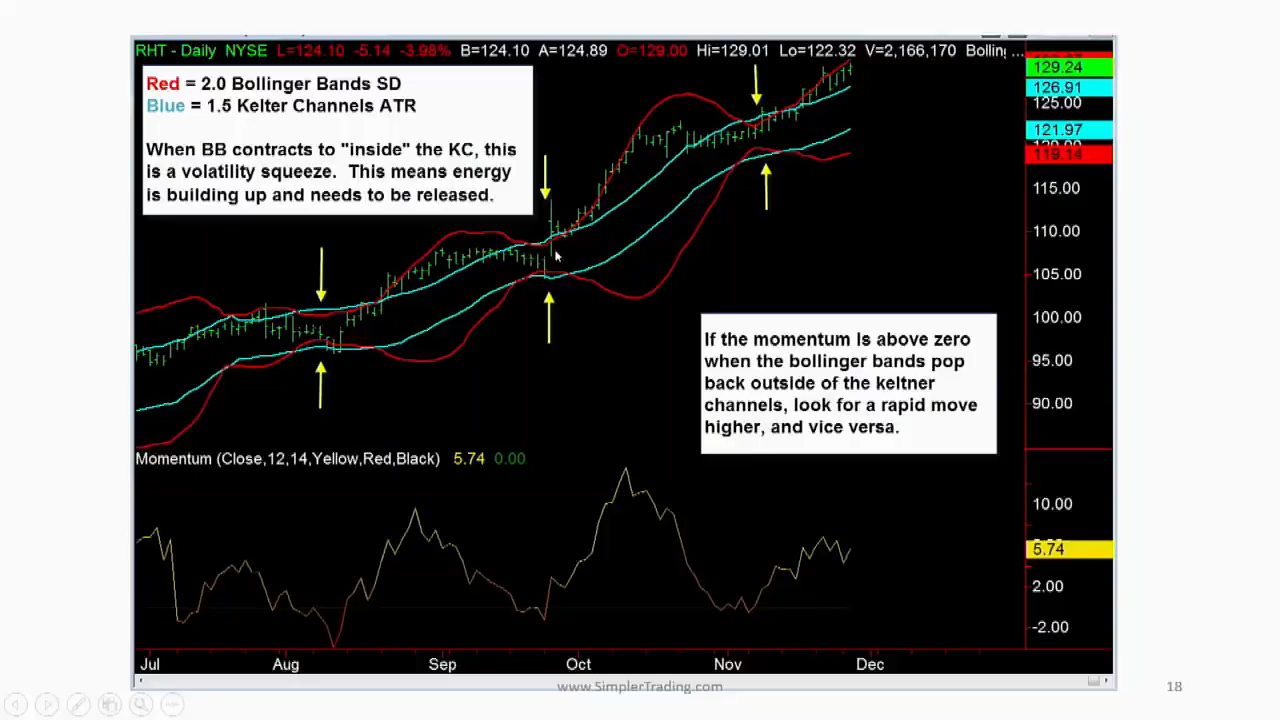 RHT - Daily NYSE L=124.10 -5.14 -3.98% B=124.10 A=124.89 O=129.00 Hi=129.01 Lo=122.32 V=2,166,170 Bollin‌g ...
Red = 2.0 Bollinger Bands SD
Blue = 1.5 Kelter Channels ATR
When BB contracts to "inside" the KC, this
is a volatility squeeze. This means energy
is building up and needs to be released.
129.24
126.91
125.00
121.97
119.14
115.00
110.00
105.00
100.00
95.00
90.00
If the momentum is above zero
when the bollinger bands pop
back outside of the keltner
channels, look for a rapid move
higher, and vice versa.
Momentum (Close,12,14,Yellow,Red,Black) 5.74 0.00
10.00
5.74
2.00
-2.00
Jul Aug Sep Oct Nov Dec
www.SimplerTrading.com
18